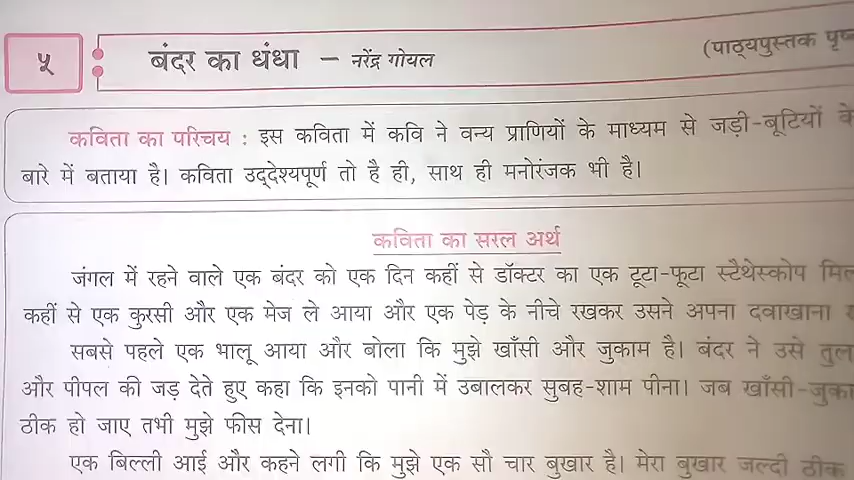 ५ बंदर का धंधा – नरेंद्र गोयल (पाठ्यपुस्तक
कविता का परिचय : इस कविता में कवि ने वन्य प्राणियों के माध्यम से जड़ी-बूटियों के
बारे में बताया है। कविता उद्देश्यपूर्ण तो है ही, साथ ही मनोरंजक भी है।
कविता का सरल अर्थ
जंगल में रहने वाले एक बंदर को एक दिन कहीं से डॉक्टर का एक टूटा-फूटा स्टैथेस्कोप
कहीं से एक कुरसी और एक मेज ले आया और एक पेड़ के नीचे रखकर उसने अपना दवाखाना
सबसे पहले एक भालू आया और बोला कि मुझे खाँसी और जुकाम है। बंदर ने उसे
और पीपल की जड़ देते हुए कहा कि इनको पानी में उबालकर सुबह-शाम पीना। जब
ठीक हो जाए तभी मुझे फीस देना।
एक बिल्ली आई और कहने लगी कि मुझे एक सौ चार बुखार है। मेरा बुखार जल्दी ठीक